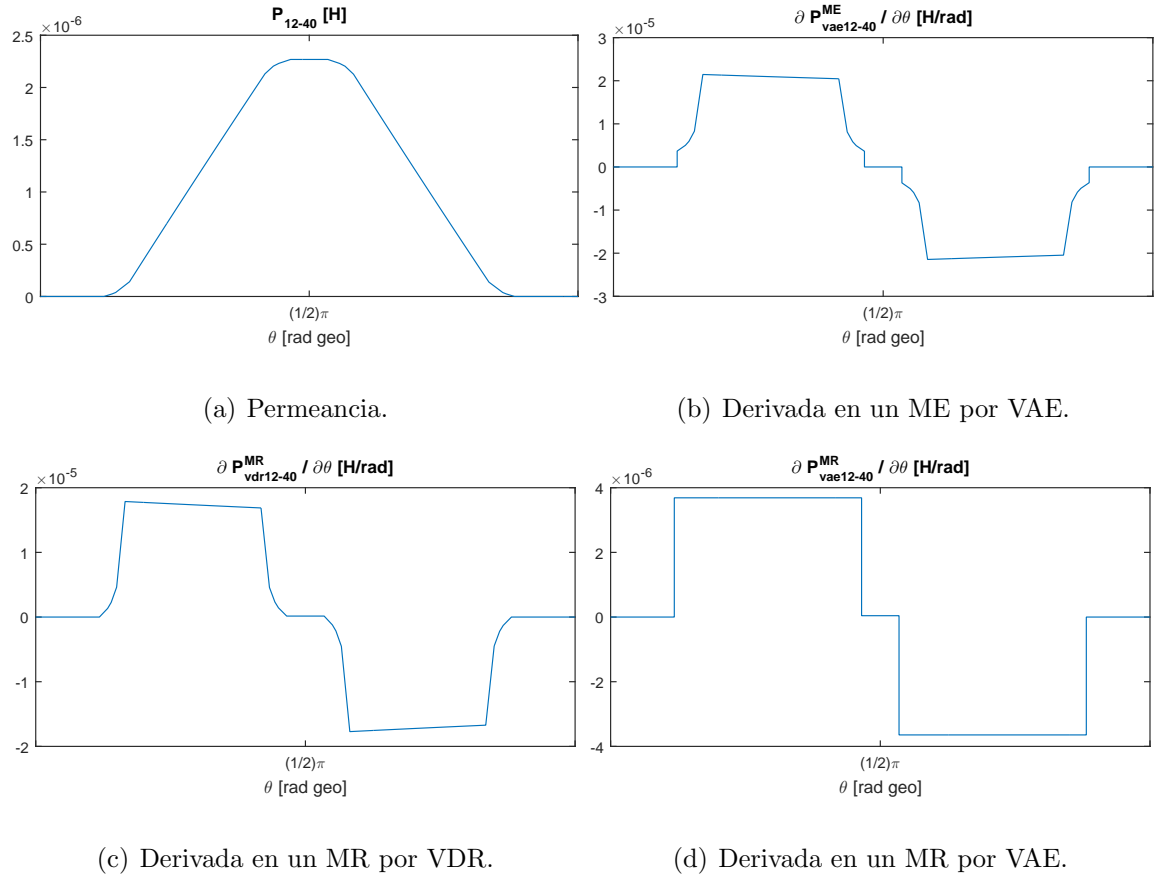 P12-40 [H]
×10-6
2.5
2
1.5
1
0.5
0
(1/2)π
θ [rad geo]
(a) Permeancia.
∂ PMEvae12-40 / ∂θ [H/rad]
×10-5
3
2
1
0
-1
-2
-3
(1/2)π
θ [rad geo]
(b) Derivada en un ME por VAE.
∂ PMRvdr12-40 / ∂θ [H/rad]
×10-5
2
1
0
-1
-2
(1/2)π
θ [rad geo]
(c) Derivada en un MR por VDR.
∂ PMRvae12-40 / ∂θ [H/rad]
×10-6
4
2
0
-2
-4
(1/2)π
θ [rad geo]
(d) Derivada en un MR por VAE.